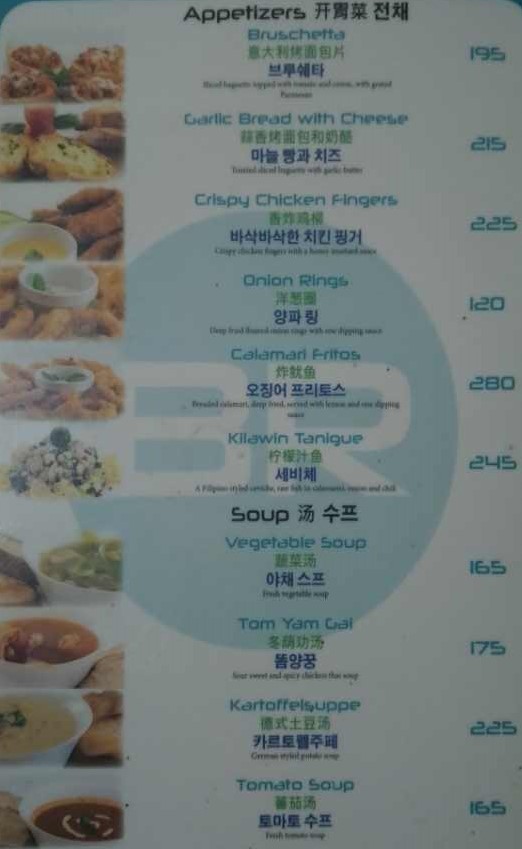 Appetizers 开胃菜 전채
Bruschetta
意大利烤面包片
브루쉐타
195
Sliced baguette topped with tomato and onion, with grated
Parmesan
Garlic Bread with Cheese
蒜香烤面包和奶酪
마늘 빵과 치즈
215
Toasted sliced baguette with garlic butter
Crispy Chicken Fingers
香炸鸡柳
바삭바삭한 치킨 핑거
225
Crispy chicken fingers with a honey mustard sauce
Onion Rings
洋葱圈
양파 링
120
Deep fried floured onion rings with one dipping sauce
Calamari Fritos
炸鱿鱼
오징어 프리토스
280
Breaded calamari, deep fried, served with lemon and one dipping
sauce
Kilawin Tanigue
柠檬汁鱼
세비체
245
A Filipino styled ceviche, raw fish in calamansi, onion and chili
BR
Soup 汤 수프
Vegetable Soup
蔬菜汤
야채 스프
165
Fresh vegetable soup
Tom Yam Gai
冬荫功汤
똠양꿍
175
Sour sweet and spicy chicken thai soup
Kartoffelsuppe
德式土豆汤
카르토펠주페
225
German styled potato soup
Tomato Soup
蕃茄汤
토마토 수프
165
Fresh tomato soup